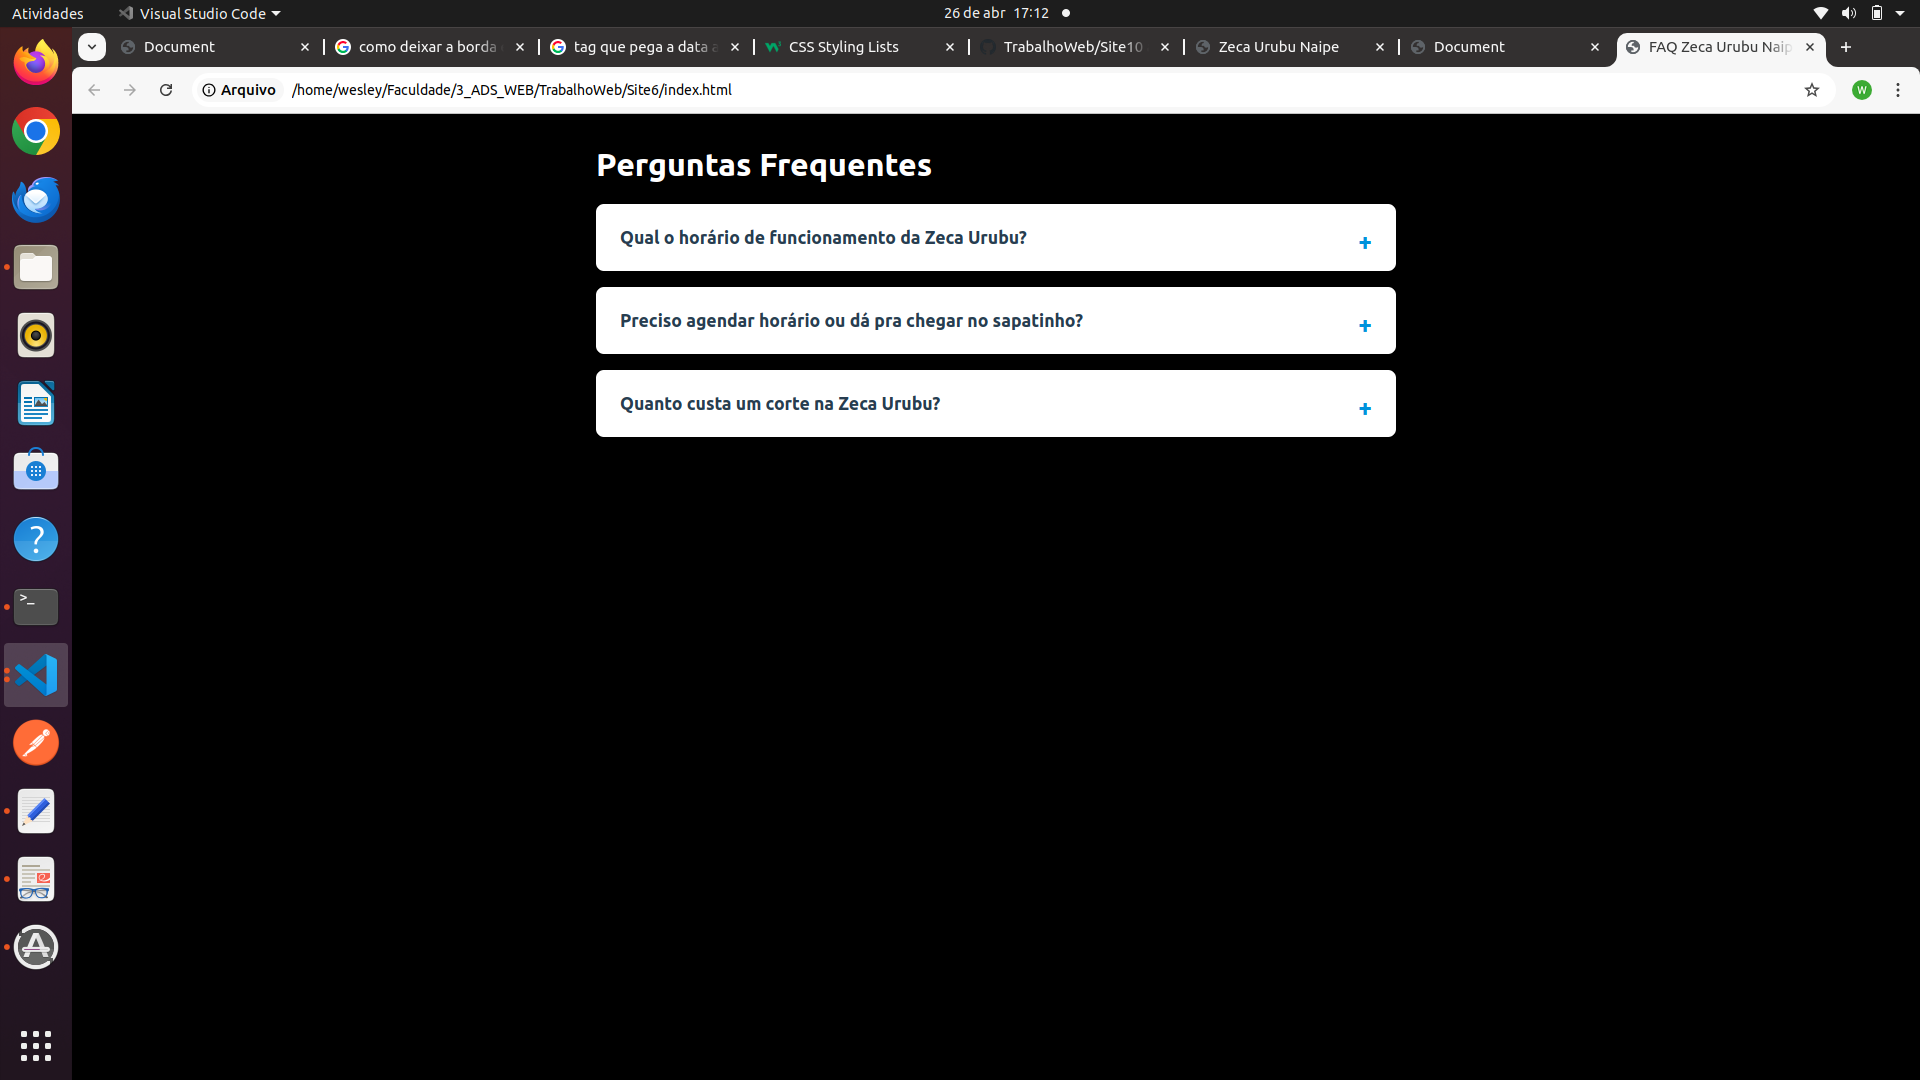 Atividades
Visual Studio Code
26 de abr 17:12
Document
como deixar a borda
tag que pega a data a
CSS Styling Lists
TrabalhoWeb/Site10
Zeca Urubu Naipe
Document
FAQ Zeca Urubu Naip
Arquivo
/home/wesley/Faculdade/3_ADS_WEB/TrabalhoWeb/Site6/index.html
W
Perguntas Frequentes
Qual o horário de funcionamento da Zeca Urubu?
+
Preciso agendar horário ou dá pra chegar no sapatinho?
+
Quanto custa um corte na Zeca Urubu?
+